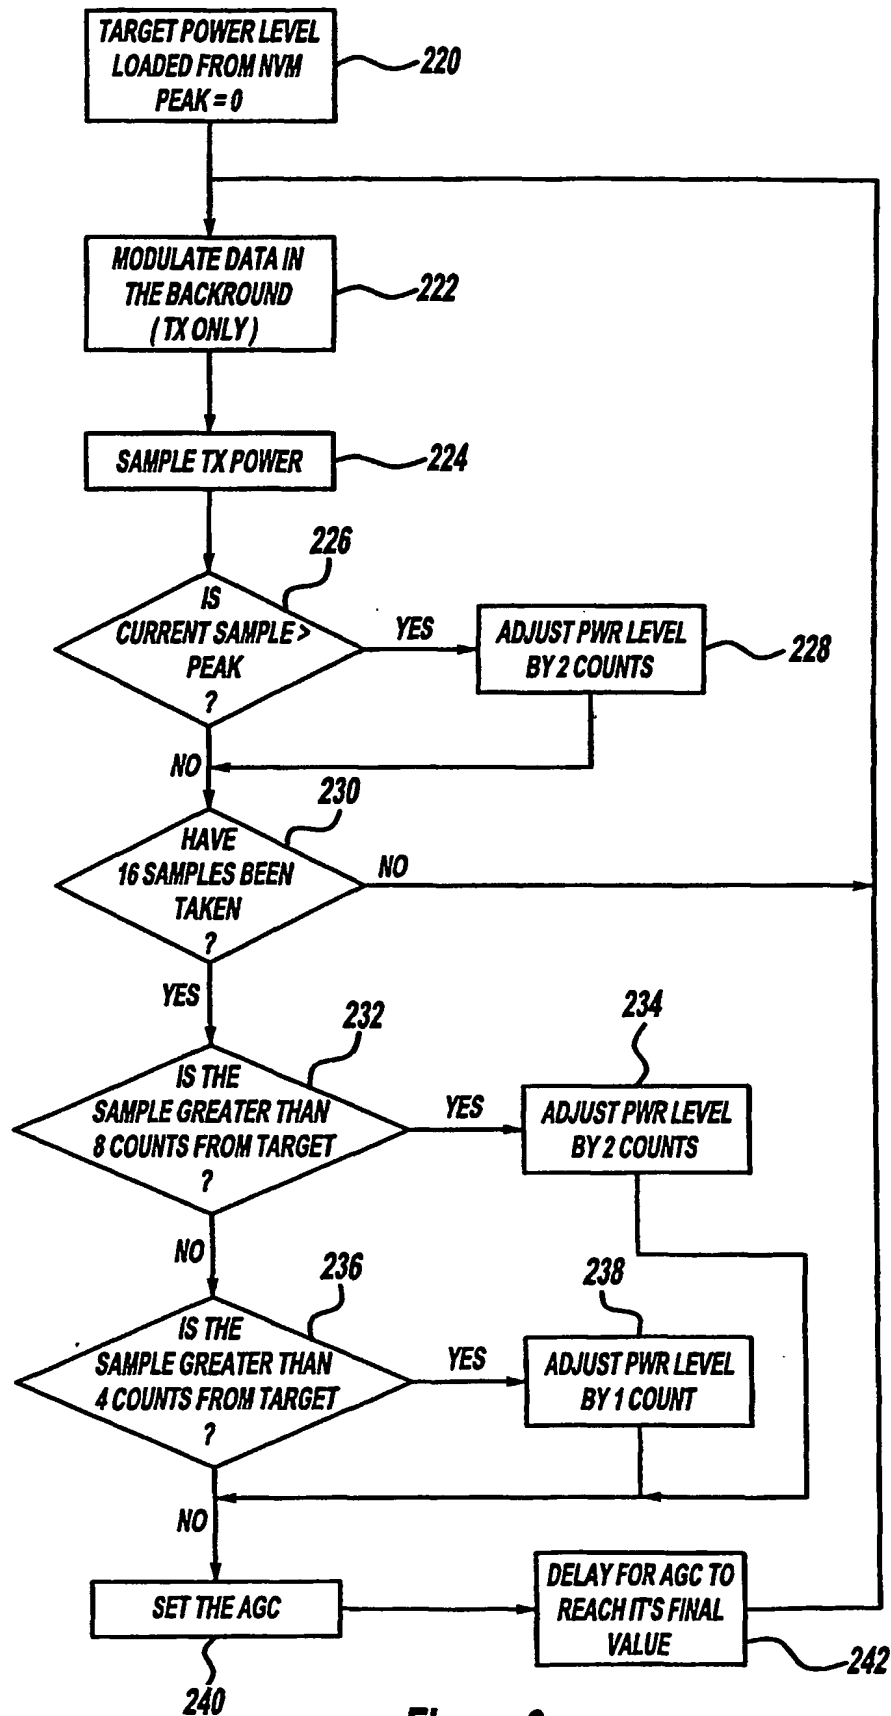 TARGET POWER LEVEL
LOADED FROM NVM
PEAK = 0
220
MODULATE DATA IN
THE BACKROUND
( TX ONLY )
222
SAMPLE TX POWER
224
226
IS
CURRENT SAMPLE >
PEAK
?
YES
ADJUST PWR LEVEL
BY 2 COUNTS
228
NO
230
HAVE
16 SAMPLES BEEN
TAKEN
?
NO
YES
232
IS THE
SAMPLE GREATER THAN
8 COUNTS FROM TARGET
?
YES
234
ADJUST PWR LEVEL
BY 2 COUNTS
NO
236
IS THE
SAMPLE GREATER THAN
4 COUNTS FROM TARGET
?
YES
238
ADJUST PWR LEVEL
BY 1 COUNT
NO
SET THE AGC
240
DELAY FOR AGC TO
REACH IT'S FINAL
VALUE
242